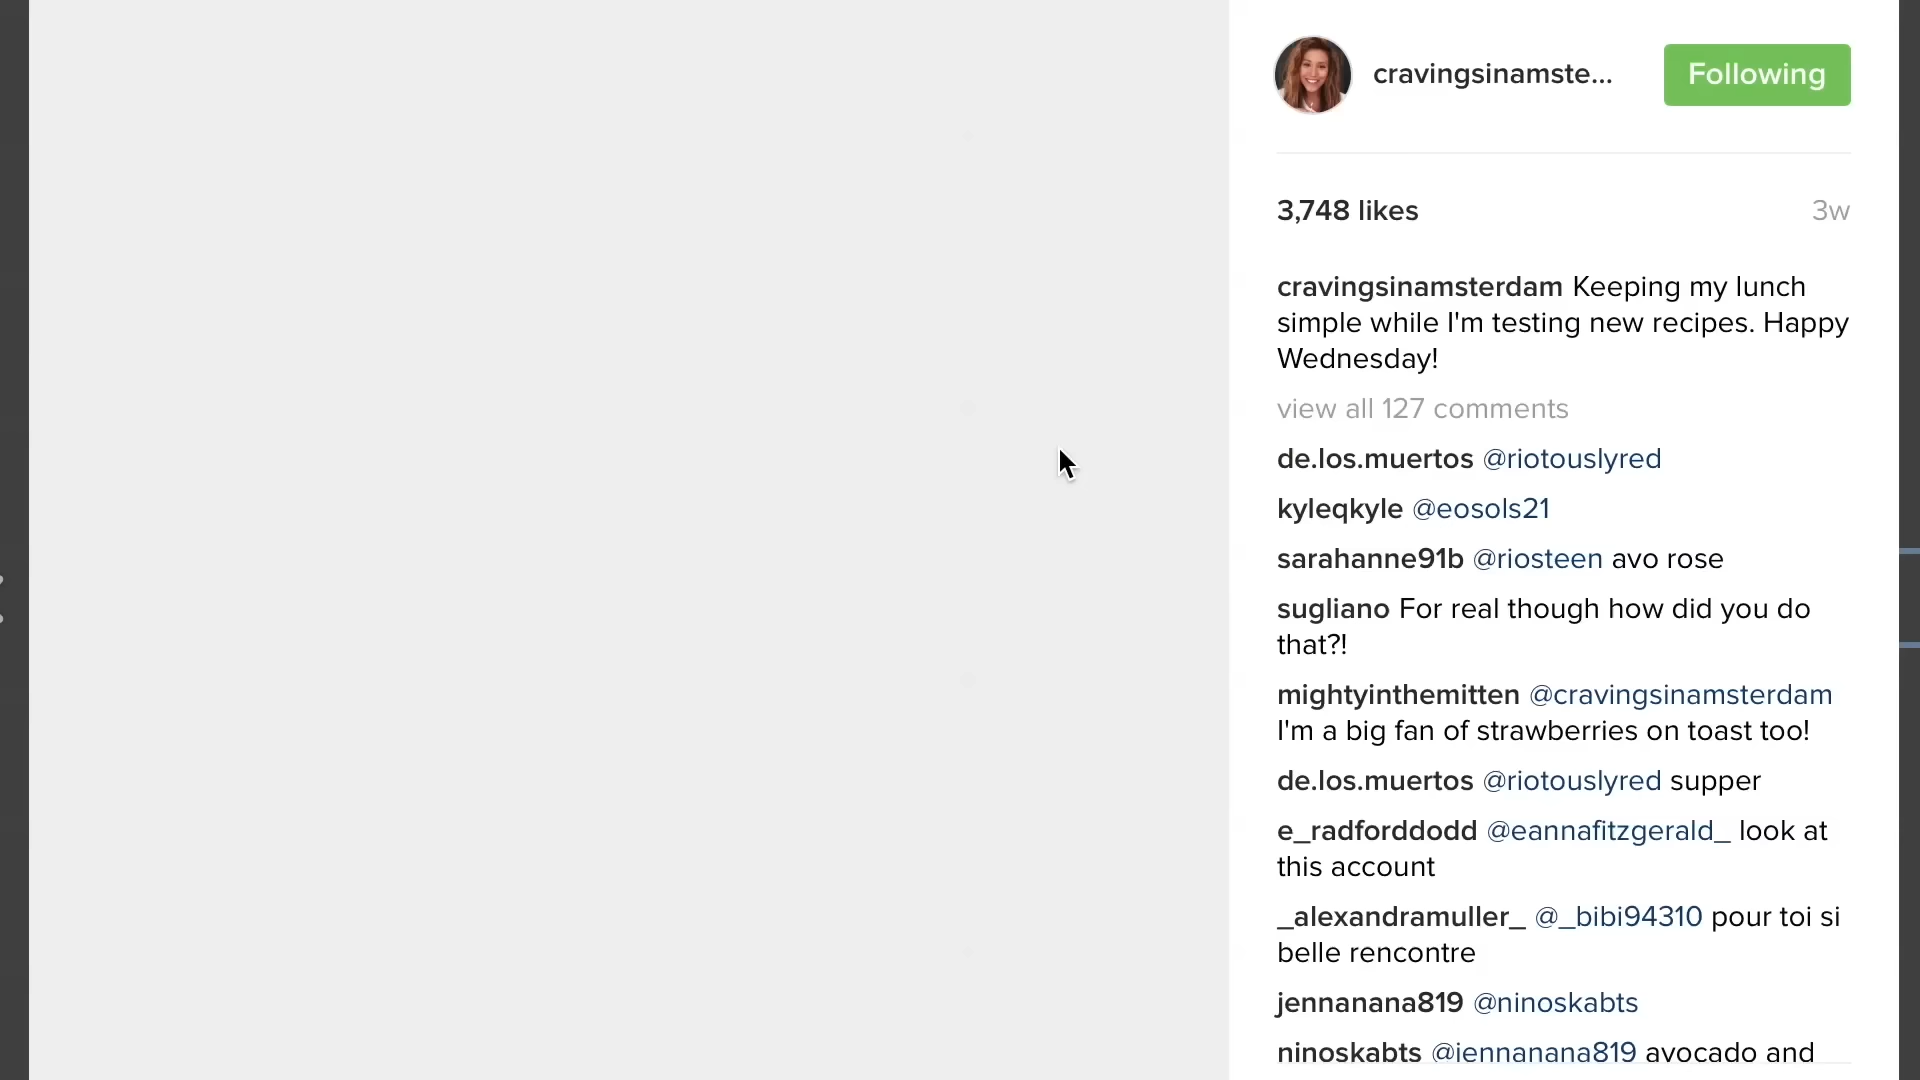 cravingsinamste...
Following
3,748 likes
3w
cravingsinamsterdam Keeping my lunch
simple while I'm testing new recipes. Happy
Wednesday!
view all 127 comments
de.los.muertos @riotouslyred
kyleqkyle @eosols21
sarahanne91b @riosteen avo rose
sugliano For real though how did you do
that?!
mightyinthemitten @cravingsinamsterdam
I'm a big fan of strawberries on toast too!
de.los.muertos @riotouslyred supper
e_radforddodd @eannafitzgerald_ look at
this account
_alexandramuller_ @_bibi94310 pour toi si
belle rencontre
jennanana819 @ninoskabts
ninoskabts @jennanana819 avocado and